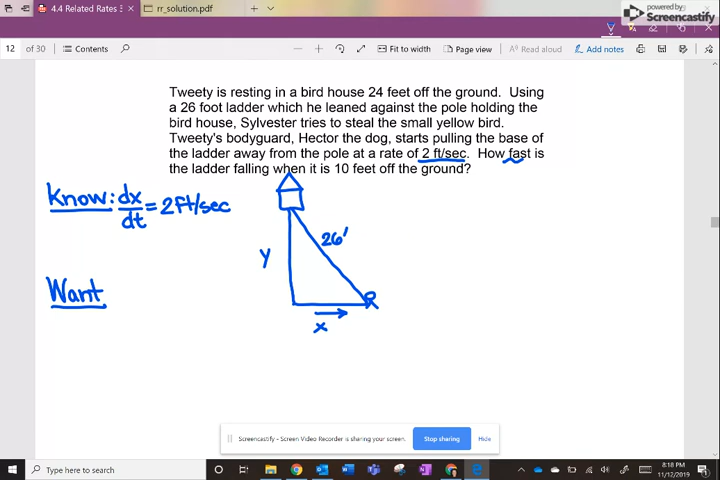 4.4 Related Rates
rr_solution.pdf
powered by
Screencastify
12 of 30
Contents
Fit to width
Page view
Read aloud
Add notes
Tweety is resting in a bird house 24 feet off the ground. Using
a 26 foot ladder which he leaned against the pole holding the
bird house, Sylvester tries to steal the small yellow bird.
Tweety's bodyguard, Hector the dog, starts pulling the base of
the ladder away from the pole at a rate of 2 ft/sec. How fast is
the ladder falling when it is 10 feet off the ground?
Know: dx/dt = 2ft/sec
26'
y
Want
x
Screencastify - Screen Video Recorder is sharing your screen.
Stop sharing
Hide
Type here to search
8:18 PM
11/12/2019